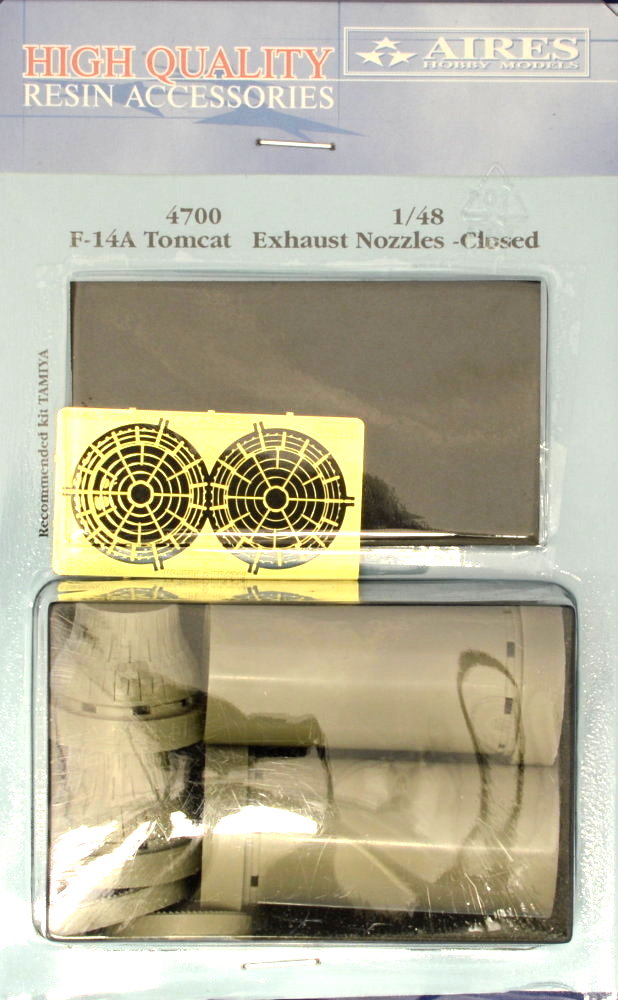 HIGH QUALITY
RESIN ACCESSORIES
AIRES
HOBBY MODELS
4700 1/48
F-14A Tomcat Exhaust Nozzles -Closed
Recommended kit TAMIYA